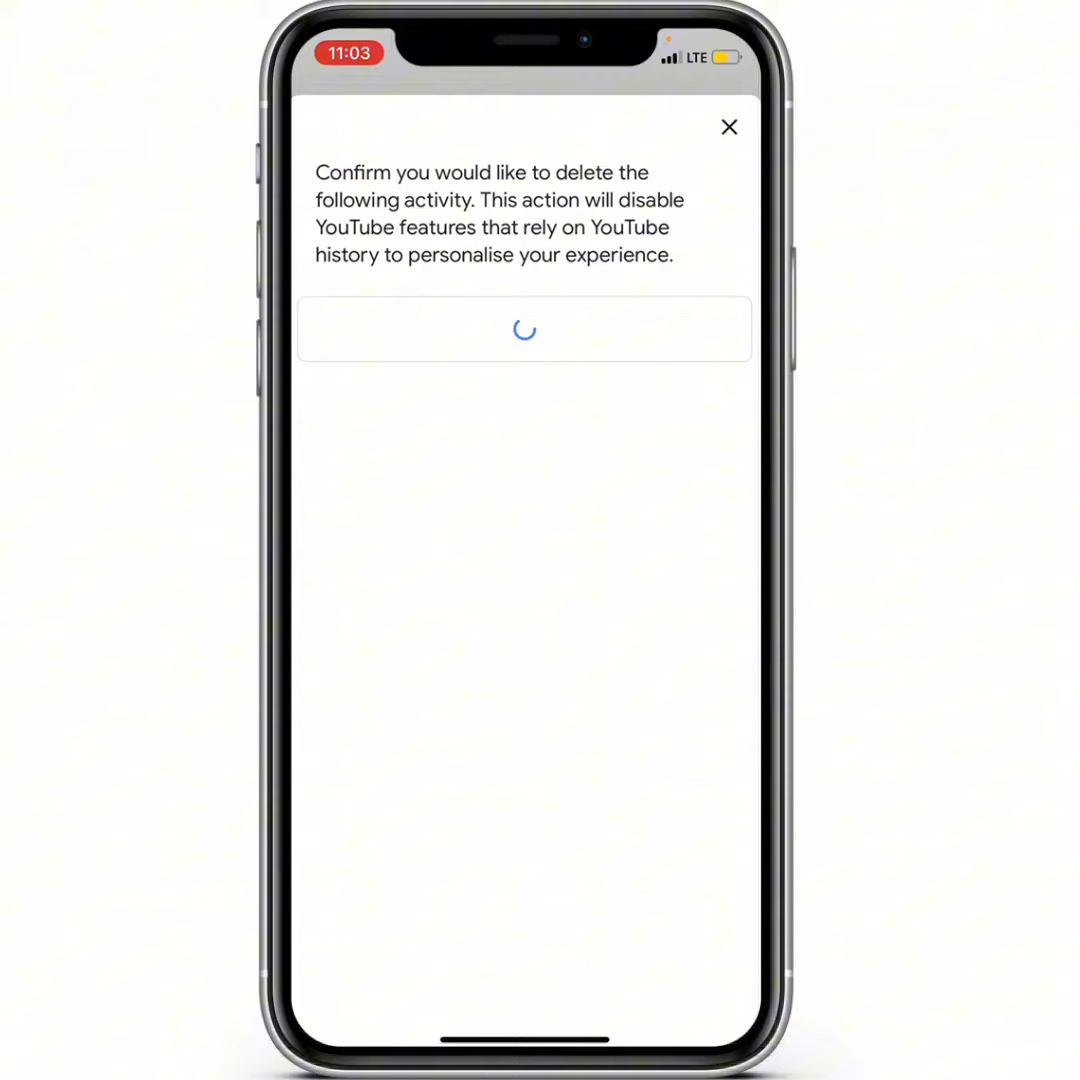 11:03
LTE
Confirm you would like to delete the
following activity. This action will disable
YouTube features that rely on YouTube
history to personalise your experience.